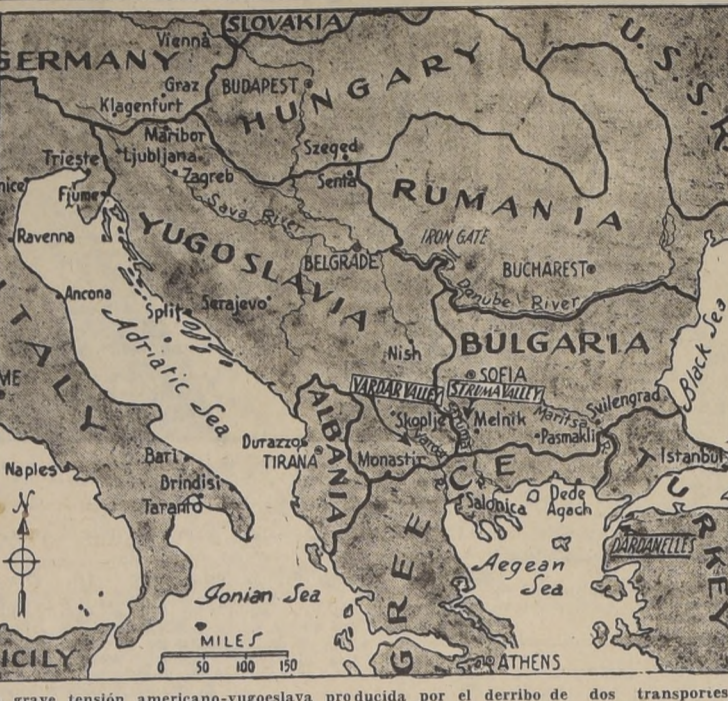 SLOVAKIA
Vienna
GERMANY
Graz
BUDAPEST
HUNGARY
U.S.S.R.
Klagenfurt
Maribor
Szeged
Trieste
Ljubljana
Zagreb
Senta
Fiume
RUMANIA
Sava River
Ravenna
YUGOSLAVIA
IRON GATE
BELGRADE
BUCHAREST
Ancona
Split
Serajevo
Danube River
ITALY
Adriatic Sea
BULGARIA
Black Sea
Nish
SOFIA
VARDAR VALLEY
STRUMA VALLEY
Svilengrad
Maritsa
Skoplje
Struma
Melnik
Vardar
Pasmakli
ALBANIA
Durazzo
TIRANA
Monastir
Istanbul
Bari
Naples
Brindisi
Taranto
Salonica
Dede
Agach
TURKEY
GREECE
DARDANELLES
Aegean
Sea
N
Ionian Sea
MILES
0 50 100 150
ICILY
ATHENS
grave tensión americano-yugoeslava producida por el derribo de dos transportes